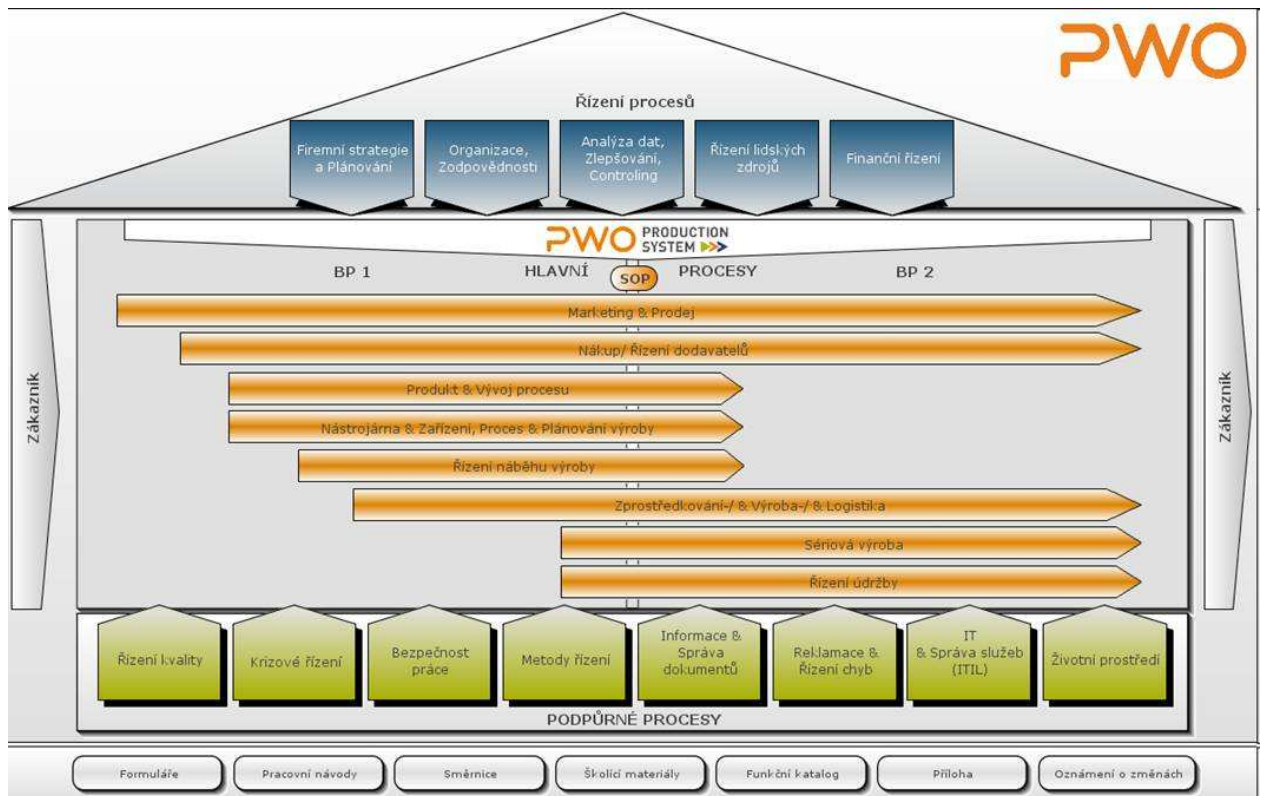 PWO
Řízení procesů
Firemní strategie
a Plánování
Organizace,
Zodpovědnosti
Analýza dat,
Zlepšování,
Controling
Řízení lidských
zdrojů
Finanční řízení
PWO PRODUCTION
SYSTEM
BP 1
HLAVNÍ
SOP
PROCESY
BP 2
Marketing & Prodej
Nákup/ Řízení dodavatelů
Produkt & Vývoj procesu
Nástrojárna & Zařízení, Proces & Plánování výroby
Řízení náběhu výroby
Zprostředkování-/ & Výroba-/ & Logistika
Sériová výroba
Řízení údržby
Zákazník
Zákazník
Řízení kvality
Krizové řízení
Bezpečnost
práce
Metody řízení
Informace &
Správa
dokumentů
Reklamace &
Řízení chyb
IT
& Správa služeb
(ITIL)
Životní prostředí
PODPŮRNÉ PROCESY
Formuláře
Pracovní návody
Směrnice
Školící materiály
Funkční katalog
Příloha
Oznámení o změnách